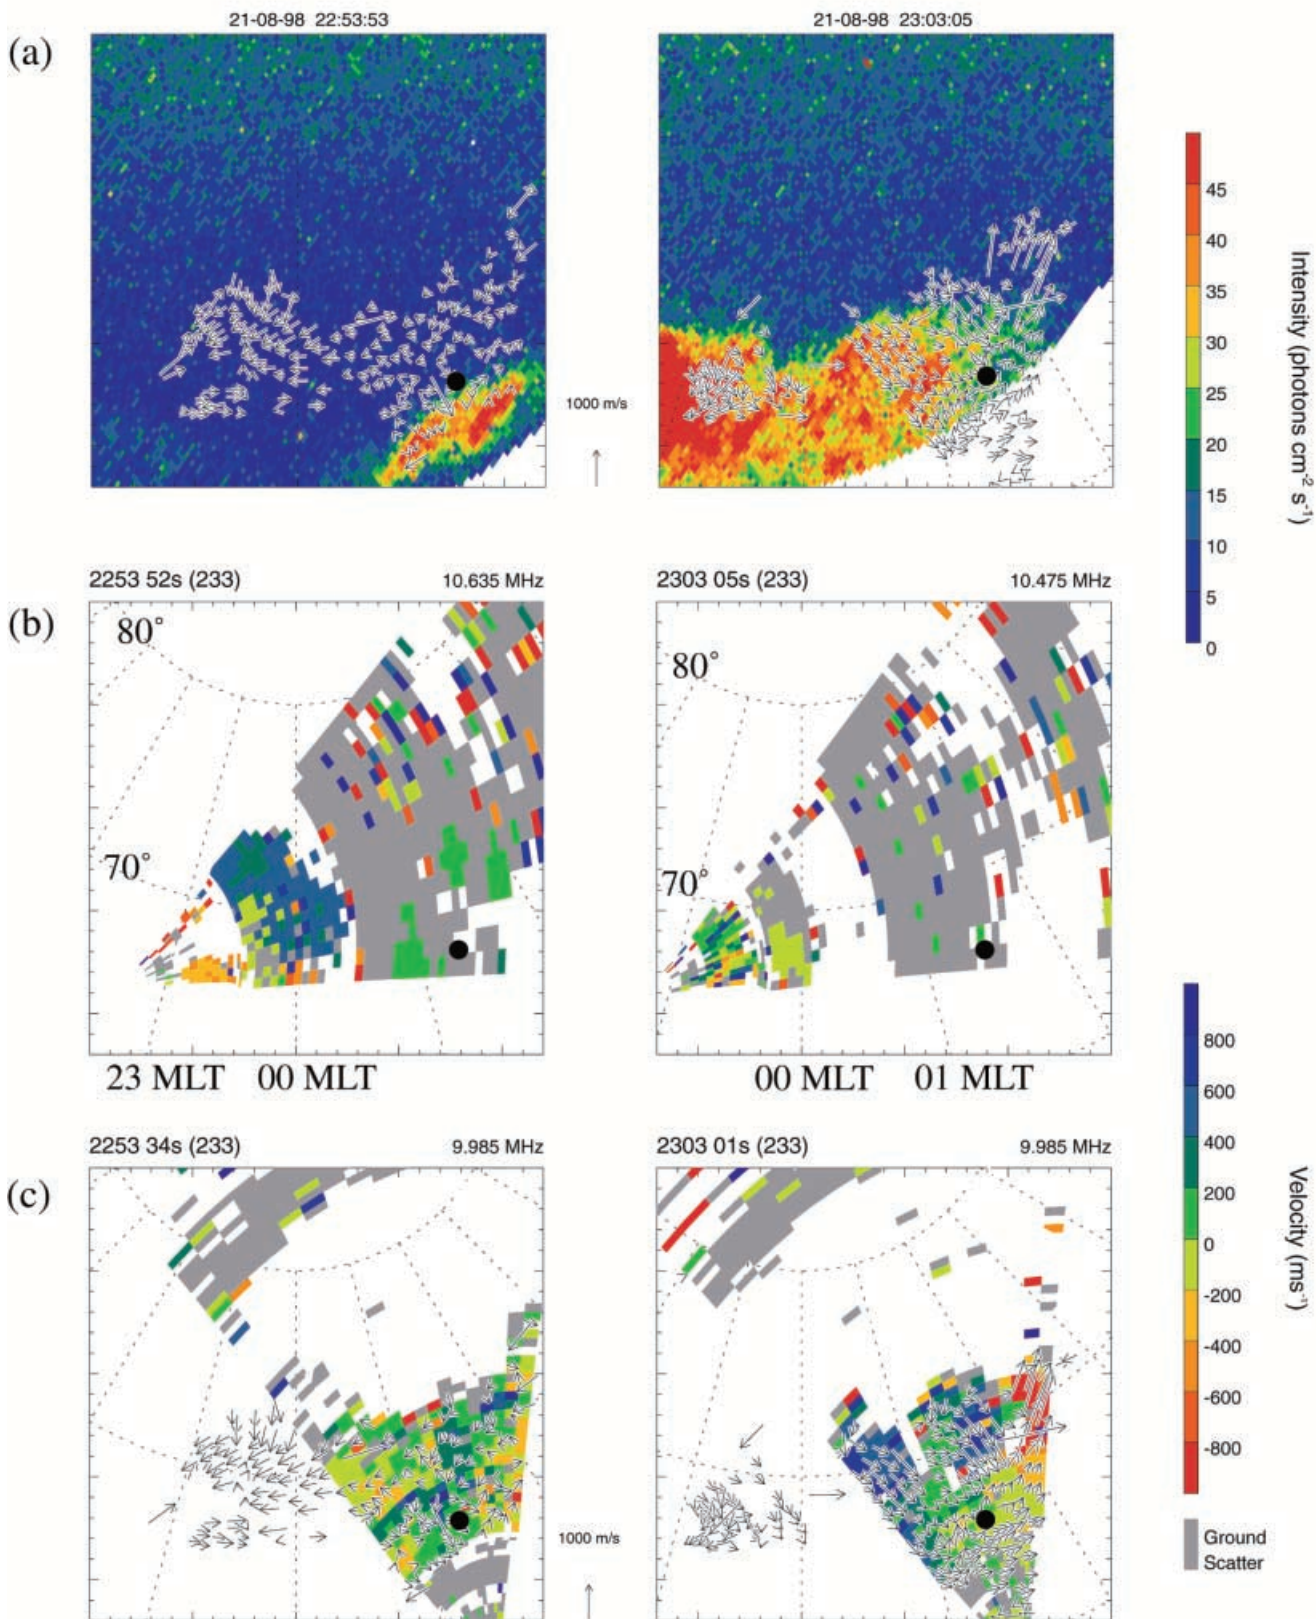 21-08-98 22:53:53
21-08-98 23:03:05
(a)
45
40
35
30
25
20
15
10
5
0
Intensity (photons cm-2 s-1)
1000 m/s
2253 52s (233)
10.635 MHz
2303 05s (233)
10.475 MHz
(b)
80°
70°
80°
70°
23 MLT 00 MLT
00 MLT 01 MLT
2253 34s (233)
9.985 MHz
2303 01s (233)
9.985 MHz
(c)
800
600
400
200
0
-200
-400
-600
-800
Velocity (ms-1)
Ground
Scatter
1000 m/s